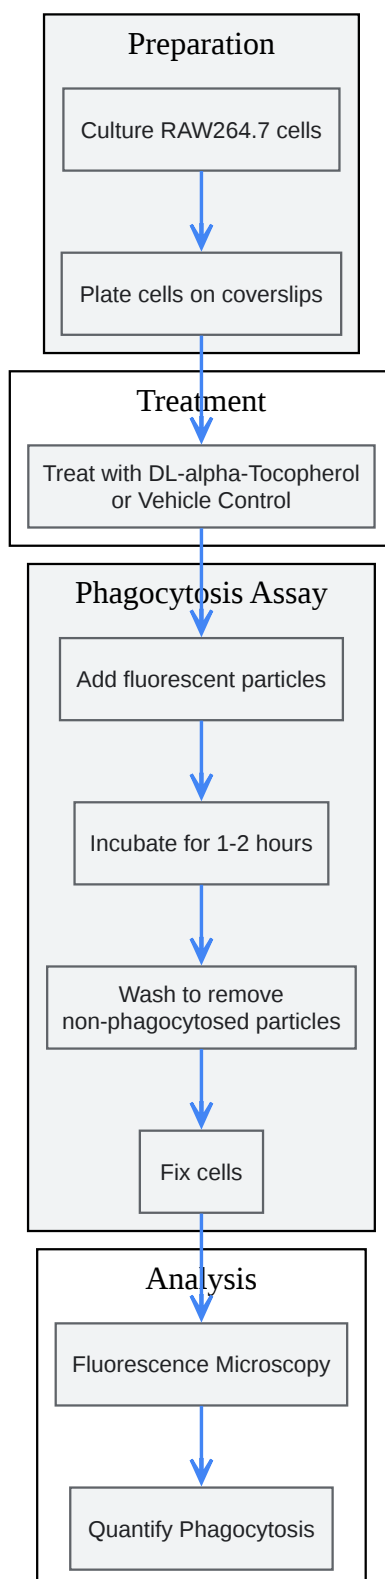 Preparation
Culture RAW264.7 cells
Plate cells on coverslips
Treatment
Treat with DL-alpha-Tocopherol
or Vehicle Control
Phagocytosis Assay
Add fluorescent particles
Incubate for 1-2 hours
Wash to remove
non-phagocytosed particles
Fix cells
Analysis
Fluorescence Microscopy
Quantify Phagocytosis